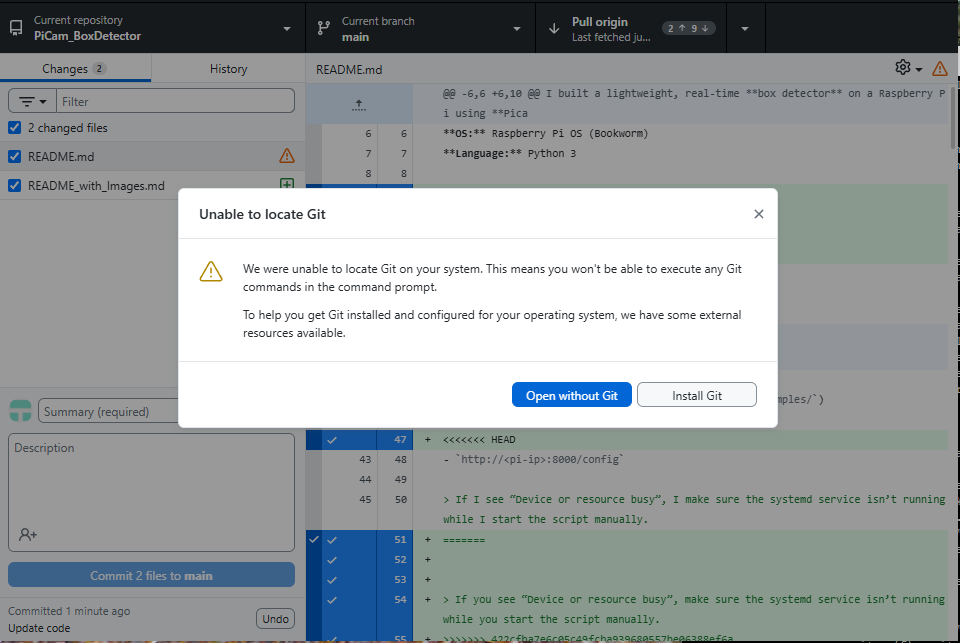 Current repository
PiCam_BoxDetector
Current branch
main
Pull origin
Last fetched ju...
2 ↑ 9 ↓
Changes 2
History
README.md
Filter
2 changed files
README.md
README_with_Images.md
@@ -6,6 +6,10 @@ I built a lightweight, real-time **box detector** on a Raspberry P
i using **Pica
6 6 **OS:** Raspberry Pi OS (Bookworm)
7 7 **Language:** Python 3
8 8
Unable to locate Git
We were unable to locate Git on your system. This means you won't be able to execute any Git
commands in the command prompt.
To help you get Git installed and configured for your operating system, we have some external
resources available.
Open without Git
Install Git
mples/`)
47 + <<<<<<< HEAD
43 48 - `http://<pi-ip>:8000/config`
44 49
45 50 > If I see “Device or resource busy”, I make sure the systemd service isn’t running
while I start the script manually.
51 + =======
52 +
53 +
54 + > If you see “Device or resource busy”, make sure the systemd service isn’t running
while you start the script manually.
55
Summary (required)
Description
Commit 2 files to main
Committed 1 minute ago
Update code
Undo